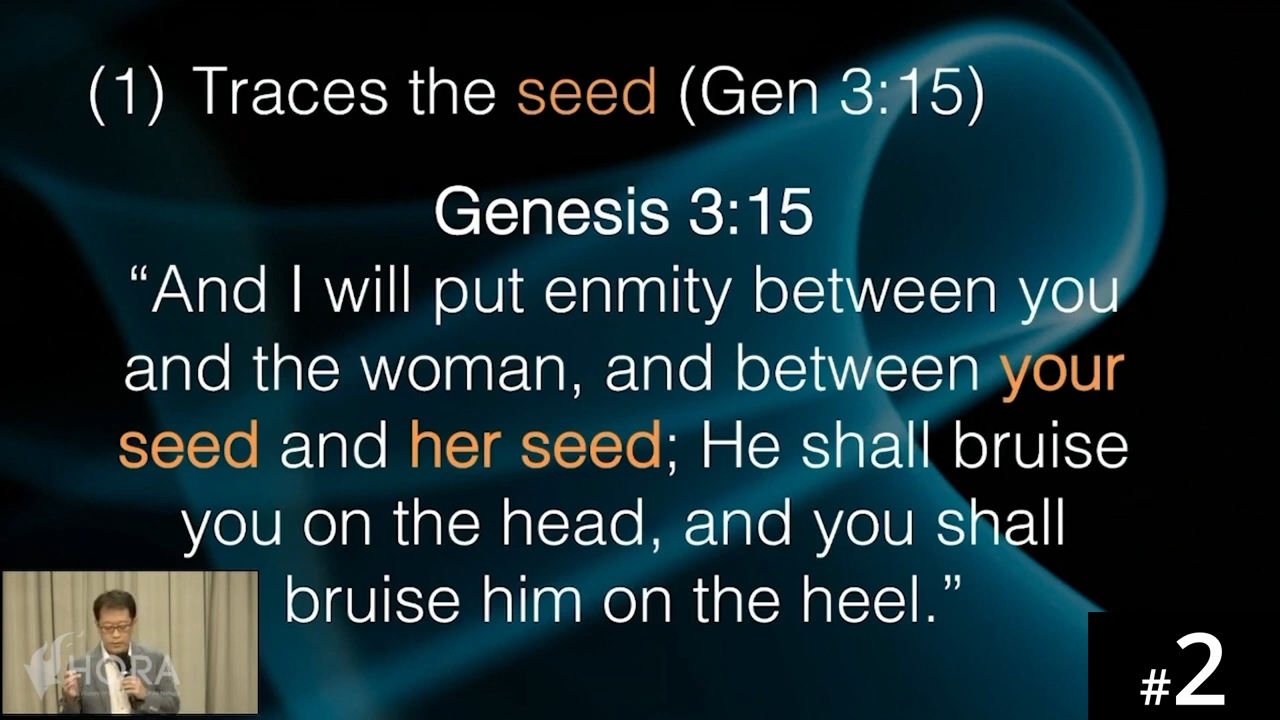 (1) Traces the seed (Gen 3:15)
Genesis 3:15
“And I will put enmity between you
and the woman, and between your
seed and her seed; He shall bruise
you on the head, and you shall
bruise him on the heel.”
HORA
#2